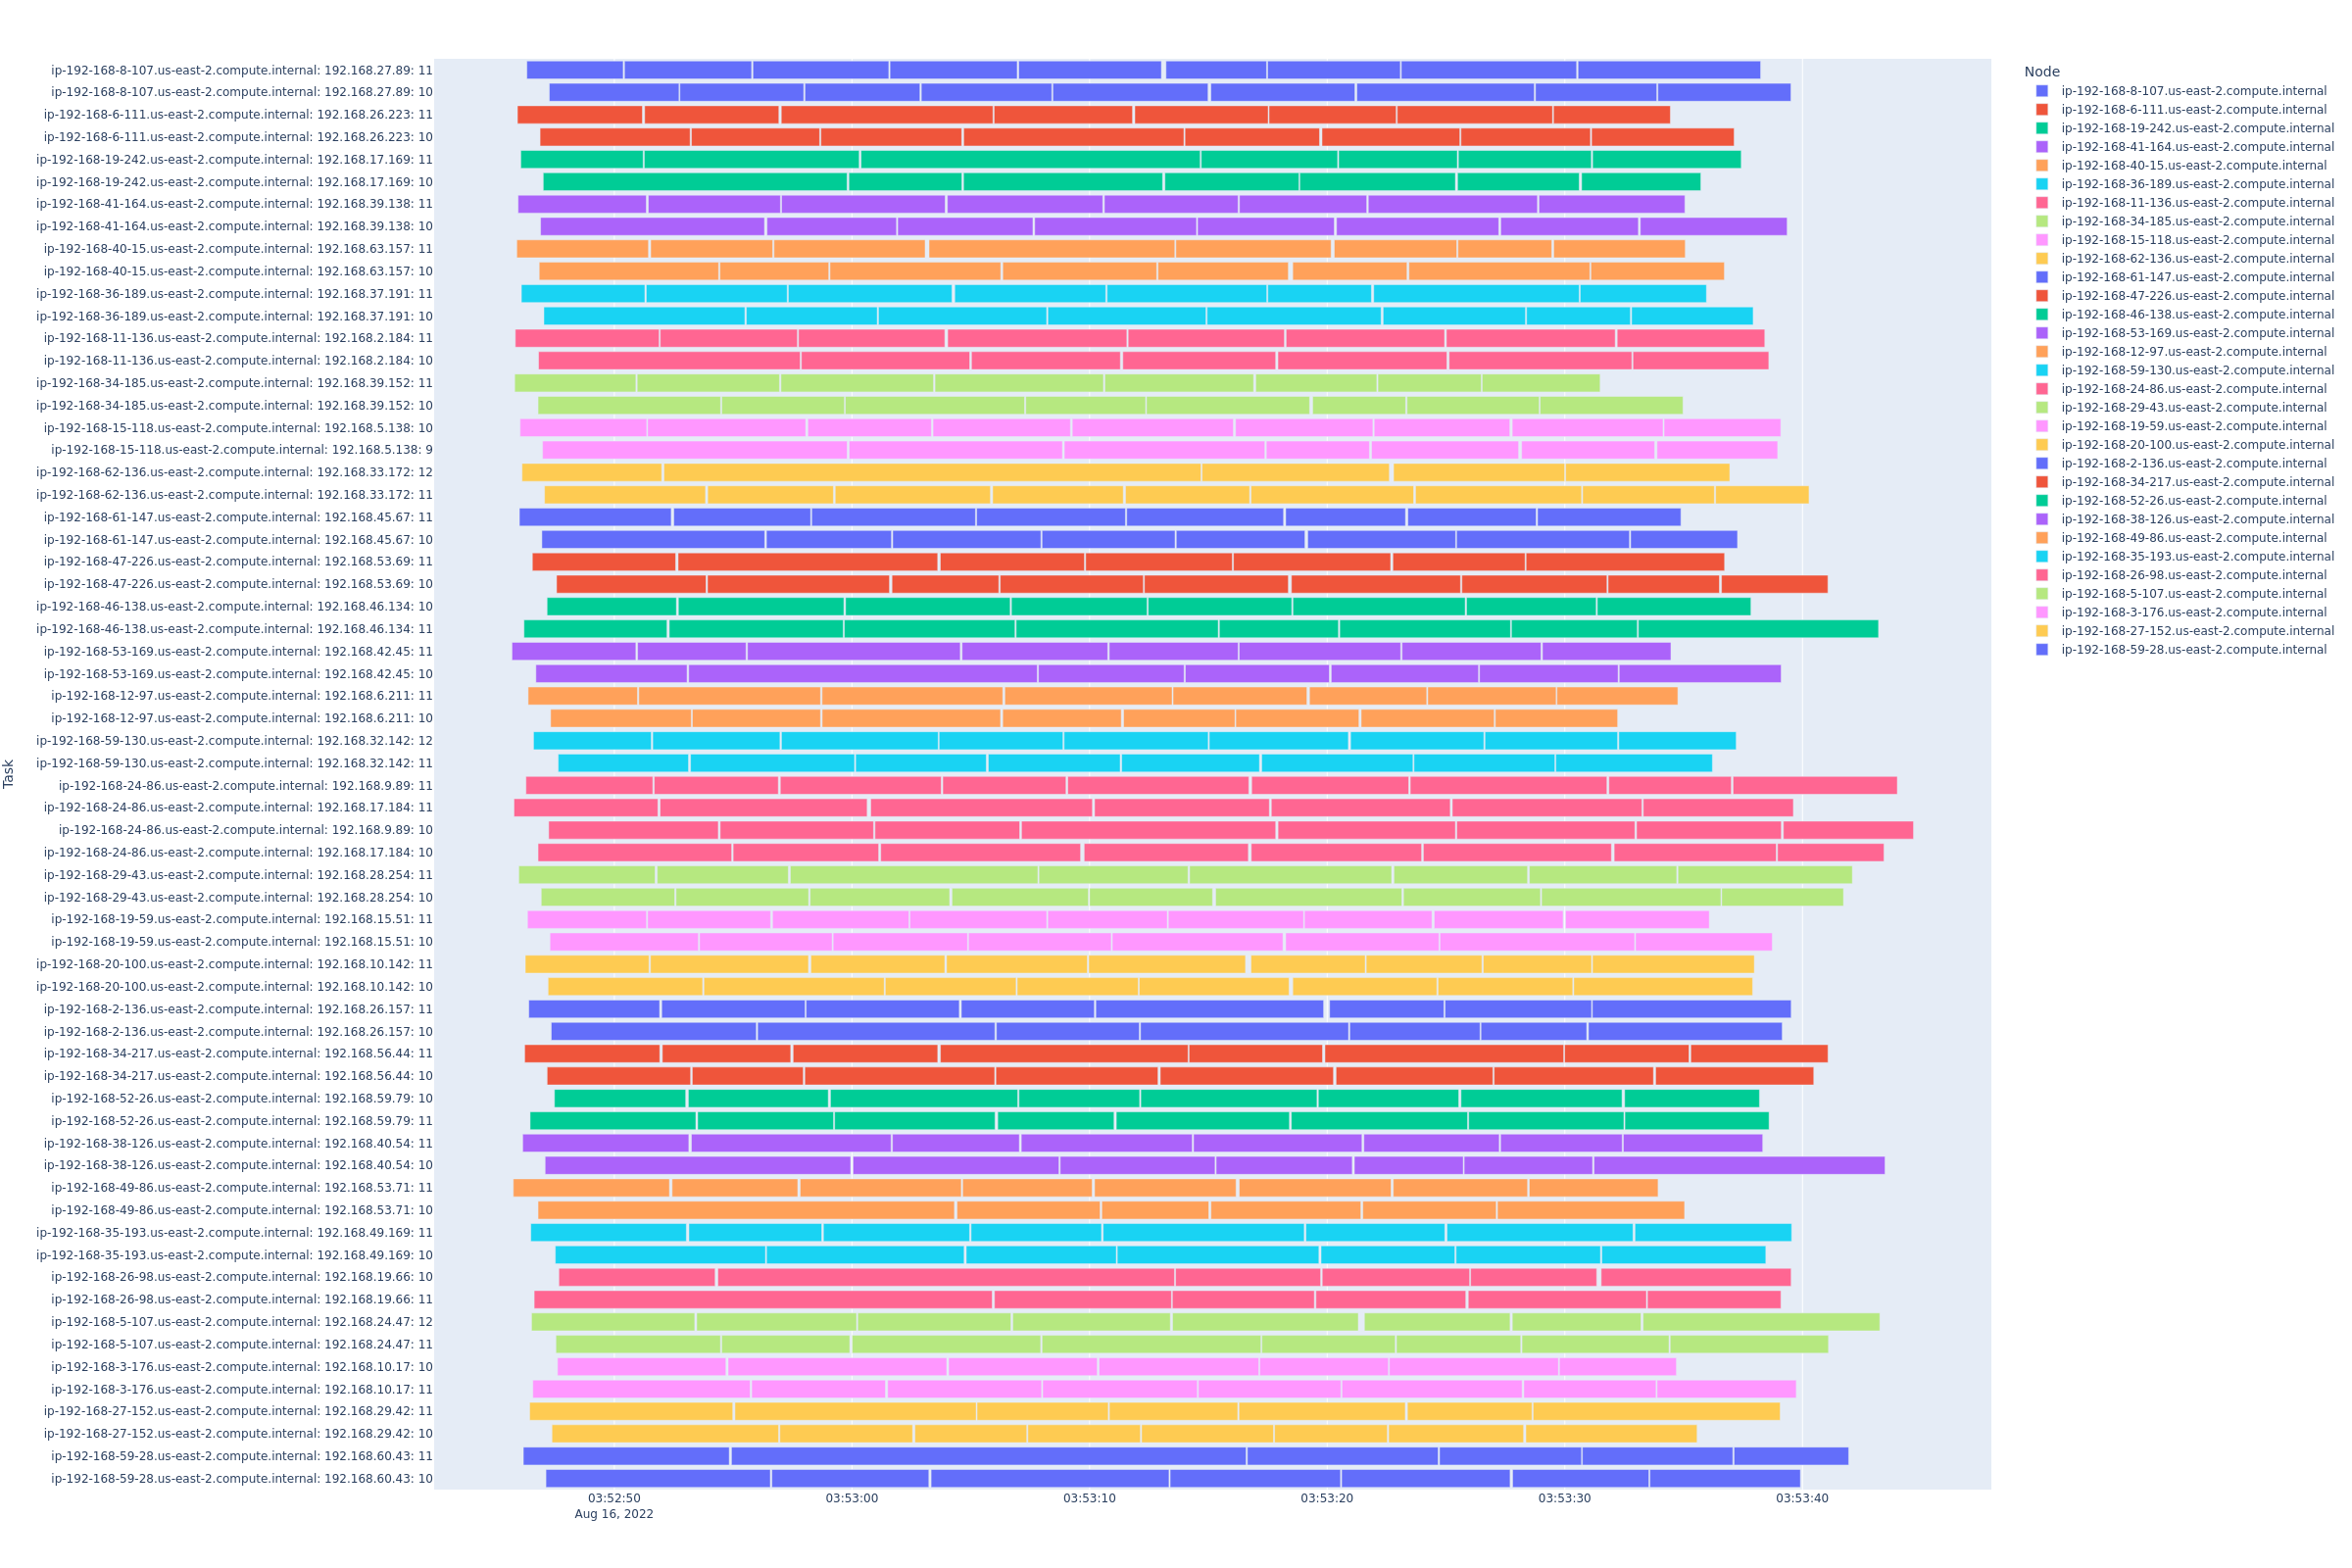 ip-192-168-8-107.us-east-2.compute.internal: 192.168.27.89: 11
ip-192-168-8-107.us-east-2.compute.internal: 192.168.27.89: 10
ip-192-168-6-111.us-east-2.compute.internal: 192.168.26.223: 11
ip-192-168-6-111.us-east-2.compute.internal: 192.168.26.223: 10
ip-192-168-19-242.us-east-2.compute.internal: 192.168.17.169: 11
ip-192-168-19-242.us-east-2.compute.internal: 192.168.17.169: 10
ip-192-168-41-164.us-east-2.compute.internal: 192.168.39.138: 11
ip-192-168-41-164.us-east-2.compute.internal: 192.168.39.138: 10
ip-192-168-40-15.us-east-2.compute.internal: 192.168.63.157: 11
ip-192-168-40-15.us-east-2.compute.internal: 192.168.63.157: 10
ip-192-168-36-189.us-east-2.compute.internal: 192.168.37.191: 11
ip-192-168-36-189.us-east-2.compute.internal: 192.168.37.191: 10
ip-192-168-11-136.us-east-2.compute.internal: 192.168.2.184: 11
ip-192-168-11-136.us-east-2.compute.internal: 192.168.2.184: 10
ip-192-168-34-185.us-east-2.compute.internal: 192.168.39.152: 11
ip-192-168-34-185.us-east-2.compute.internal: 192.168.39.152: 10
ip-192-168-15-118.us-east-2.compute.internal: 192.168.5.138: 10
ip-192-168-15-118.us-east-2.compute.internal: 192.168.5.138: 9
ip-192-168-62-136.us-east-2.compute.internal: 192.168.33.172: 12
ip-192-168-62-136.us-east-2.compute.internal: 192.168.33.172: 11
ip-192-168-61-147.us-east-2.compute.internal: 192.168.45.67: 11
ip-192-168-61-147.us-east-2.compute.internal: 192.168.45.67: 10
ip-192-168-47-226.us-east-2.compute.internal: 192.168.53.69: 11
ip-192-168-47-226.us-east-2.compute.internal: 192.168.53.69: 10
ip-192-168-46-138.us-east-2.compute.internal: 192.168.46.134: 10
ip-192-168-46-138.us-east-2.compute.internal: 192.168.46.134: 11
ip-192-168-53-169.us-east-2.compute.internal: 192.168.42.45: 11
ip-192-168-53-169.us-east-2.compute.internal: 192.168.42.45: 10
ip-192-168-12-97.us-east-2.compute.internal: 192.168.6.211: 11
ip-192-168-12-97.us-east-2.compute.internal: 192.168.6.211: 10
ip-192-168-59-130.us-east-2.compute.internal: 192.168.32.142: 12
ip-192-168-59-130.us-east-2.compute.internal: 192.168.32.142: 11
ip-192-168-24-86.us-east-2.compute.internal: 192.168.9.89: 11
ip-192-168-24-86.us-east-2.compute.internal: 192.168.17.184: 11
ip-192-168-24-86.us-east-2.compute.internal: 192.168.9.89: 10
ip-192-168-24-86.us-east-2.compute.internal: 192.168.17.184: 10
ip-192-168-29-43.us-east-2.compute.internal: 192.168.28.254: 11
ip-192-168-29-43.us-east-2.compute.internal: 192.168.28.254: 10
ip-192-168-19-59.us-east-2.compute.internal: 192.168.15.51: 11
ip-192-168-19-59.us-east-2.compute.internal: 192.168.15.51: 10
ip-192-168-20-100.us-east-2.compute.internal: 192.168.10.142: 11
ip-192-168-20-100.us-east-2.compute.internal: 192.168.10.142: 10
ip-192-168-2-136.us-east-2.compute.internal: 192.168.26.157: 11
ip-192-168-2-136.us-east-2.compute.internal: 192.168.26.157: 10
ip-192-168-34-217.us-east-2.compute.internal: 192.168.56.44: 11
ip-192-168-34-217.us-east-2.compute.internal: 192.168.56.44: 10
ip-192-168-52-26.us-east-2.compute.internal: 192.168.59.79: 10
ip-192-168-52-26.us-east-2.compute.internal: 192.168.59.79: 11
ip-192-168-38-126.us-east-2.compute.internal: 192.168.40.54: 11
ip-192-168-38-126.us-east-2.compute.internal: 192.168.40.54: 10
ip-192-168-49-86.us-east-2.compute.internal: 192.168.53.71: 11
ip-192-168-49-86.us-east-2.compute.internal: 192.168.53.71: 10
ip-192-168-35-193.us-east-2.compute.internal: 192.168.49.169: 11
ip-192-168-35-193.us-east-2.compute.internal: 192.168.49.169: 10
ip-192-168-26-98.us-east-2.compute.internal: 192.168.19.66: 10
ip-192-168-26-98.us-east-2.compute.internal: 192.168.19.66: 11
ip-192-168-5-107.us-east-2.compute.internal: 192.168.24.47: 12
ip-192-168-5-107.us-east-2.compute.internal: 192.168.24.47: 11
ip-192-168-3-176.us-east-2.compute.internal: 192.168.10.17: 10
ip-192-168-3-176.us-east-2.compute.internal: 192.168.10.17: 11
ip-192-168-27-152.us-east-2.compute.internal: 192.168.29.42: 11
ip-192-168-27-152.us-east-2.compute.internal: 192.168.29.42: 10
ip-192-168-59-28.us-east-2.compute.internal: 192.168.60.43: 11
ip-192-168-59-28.us-east-2.compute.internal: 192.168.60.43: 10
Task
03:52:50 03:53:00 03:53:10 03:53:20 03:53:30 03:53:40
Aug 16, 2022
Node
ip-192-168-8-107.us-east-2.compute.internal
ip-192-168-6-111.us-east-2.compute.internal
ip-192-168-19-242.us-east-2.compute.internal
ip-192-168-41-164.us-east-2.compute.internal
ip-192-168-40-15.us-east-2.compute.internal
ip-192-168-36-189.us-east-2.compute.internal
ip-192-168-11-136.us-east-2.compute.internal
ip-192-168-34-185.us-east-2.compute.internal
ip-192-168-15-118.us-east-2.compute.internal
ip-192-168-62-136.us-east-2.compute.internal
ip-192-168-61-147.us-east-2.compute.internal
ip-192-168-47-226.us-east-2.compute.internal
ip-192-168-46-138.us-east-2.compute.internal
ip-192-168-53-169.us-east-2.compute.internal
ip-192-168-12-97.us-east-2.compute.internal
ip-192-168-59-130.us-east-2.compute.internal
ip-192-168-24-86.us-east-2.compute.internal
ip-192-168-29-43.us-east-2.compute.internal
ip-192-168-19-59.us-east-2.compute.internal
ip-192-168-20-100.us-east-2.compute.internal
ip-192-168-2-136.us-east-2.compute.internal
ip-192-168-34-217.us-east-2.compute.internal
ip-192-168-52-26.us-east-2.compute.internal
ip-192-168-38-126.us-east-2.compute.internal
ip-192-168-49-86.us-east-2.compute.internal
ip-192-168-35-193.us-east-2.compute.internal
ip-192-168-26-98.us-east-2.compute.internal
ip-192-168-5-107.us-east-2.compute.internal
ip-192-168-3-176.us-east-2.compute.internal
ip-192-168-27-152.us-east-2.compute.internal
ip-192-168-59-28.us-east-2.compute.internal